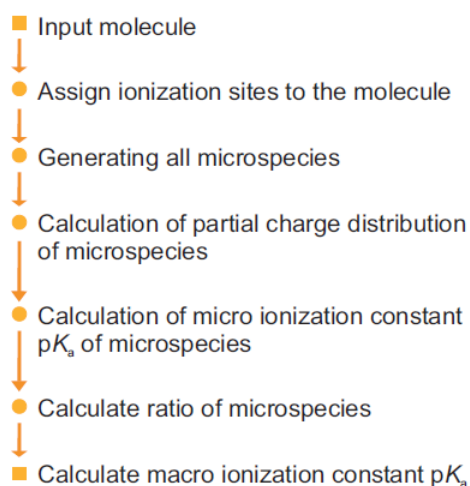 Input molecule
Assign ionization sites to the molecule
Generating all microspecies
Calculation of partial charge distribution
of microspecies
Calculation of micro ionization constant
pKₐ of microspecies
Calculate ratio of microspecies
Calculate macro ionization constant pKₐ